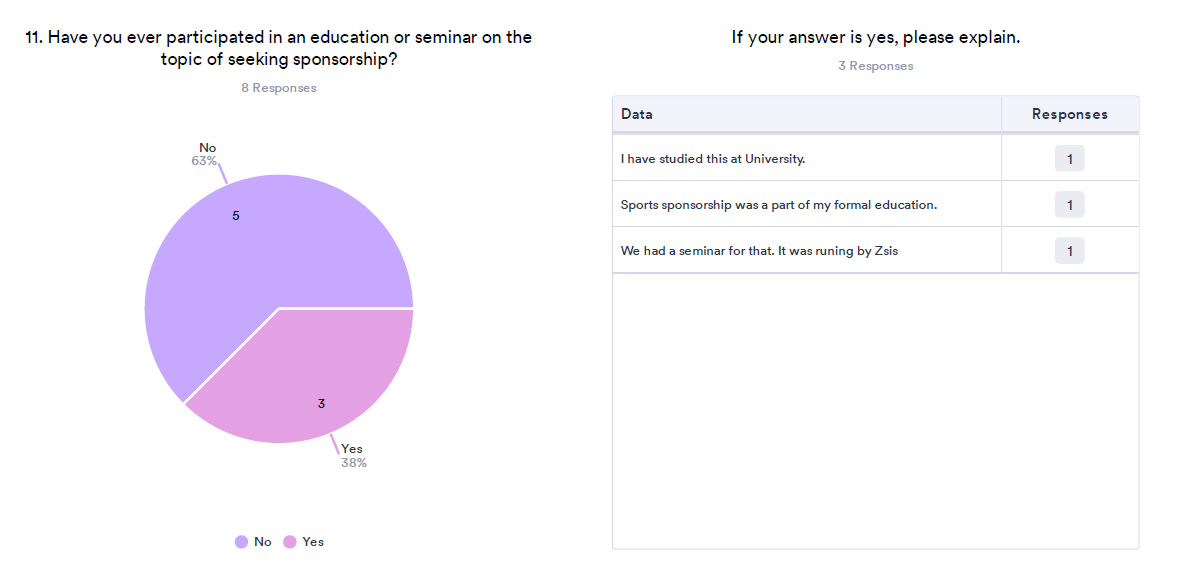 11. Have you ever participated in an education or seminar on the
topic of seeking sponsorship?
8 Responses
No
63%
5
3
Yes
38%
No
Yes
If your answer is yes, please explain.
3 Responses
Data
Responses
I have studied this at University.
1
Sports sponsorship was a part of my formal education.
1
We had a seminar for that. It was runing by Zsis
1